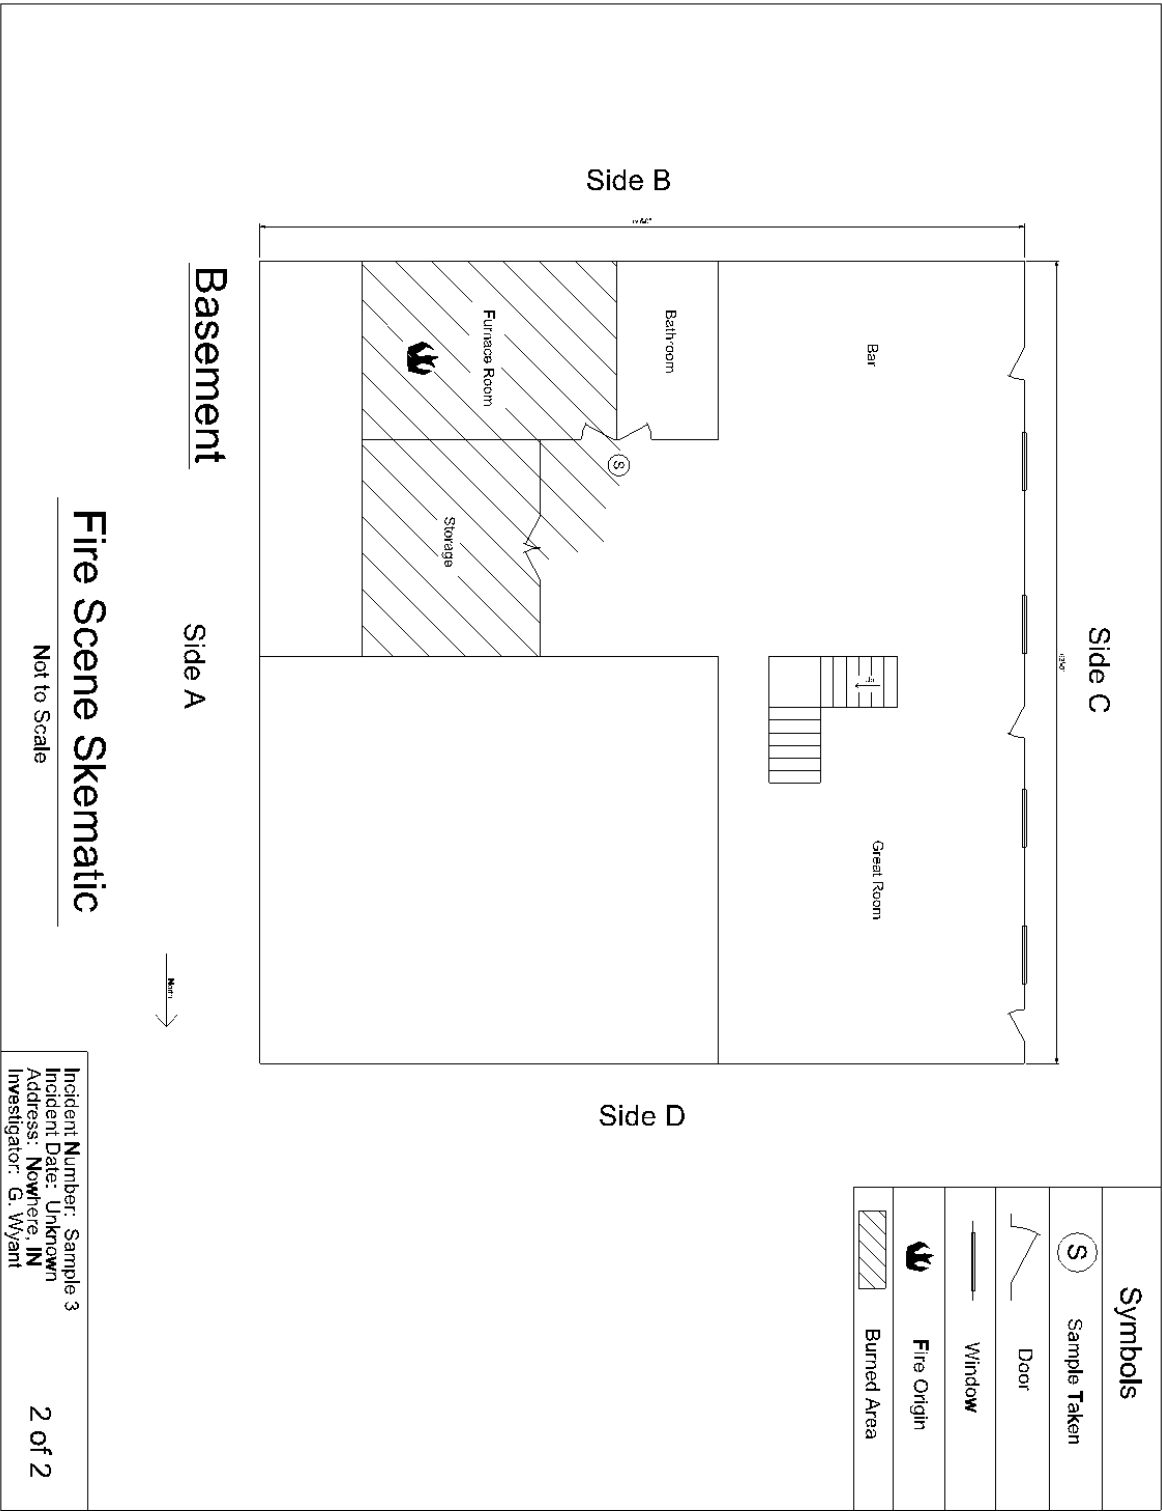 Side C
Symbols
S Sample Taken
Door
Window
Fire Origin
Burned Area
Bar
Great Room
Bathroom
S
Furnace Room
Storage
Side B
Side D
Basement
Side A
North
Fire Scene Skematic
Not to Scale
Incident Number: Sample 3
Incident Date: Unknown
Address: Nowhere, IN
Investigator: G. Wyant
2 of 2